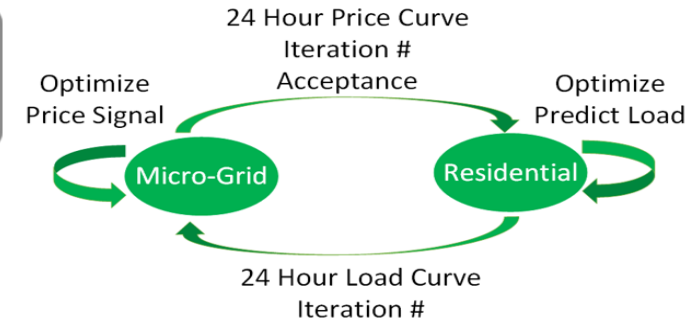 24 Hour Price Curve
Iteration #
Acceptance
Optimize
Price Signal
Optimize
Predict Load
Micro-Grid
Residential
24 Hour Load Curve
Iteration #